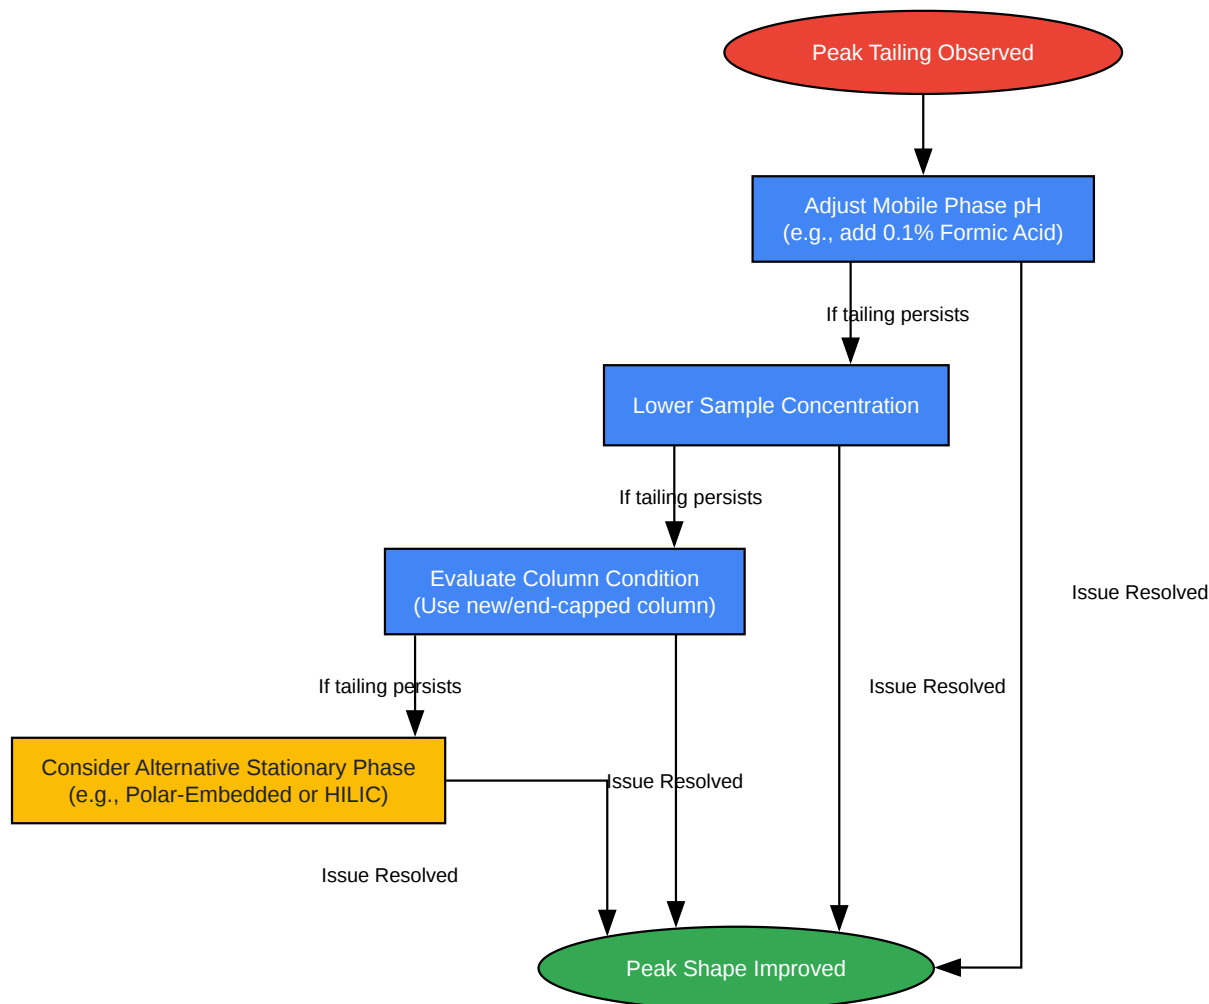 Peak Tailing Observed
Adjust Mobile Phase pH
(e.g., add 0.1% Formic Acid)
If tailing persists
Lower Sample Concentration
If tailing persists
Evaluate Column Condition
(Use new/end-capped column)
Issue Resolved
If tailing persists
Issue Resolved
Consider Alternative Stationary Phase
(e.g., Polar-Embedded or HILIC)
Issue Resolved
Issue Resolved
Peak Shape Improved